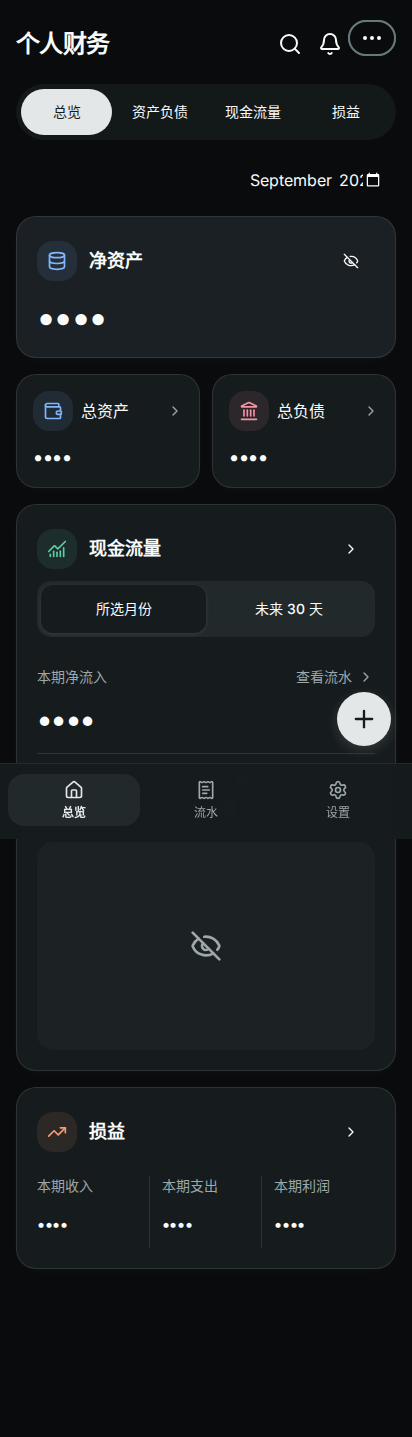 个人财务
总览 资产负债 现金流量 损益
September 202
净资产
••••
总资产 总负债
•••• ••••
现金流量
所选月份 未来 30 天
本期净流入 查看流水
••••
总览 流水 设置
损益
本期收入 本期支出 本期利润
•••• •••• ••••